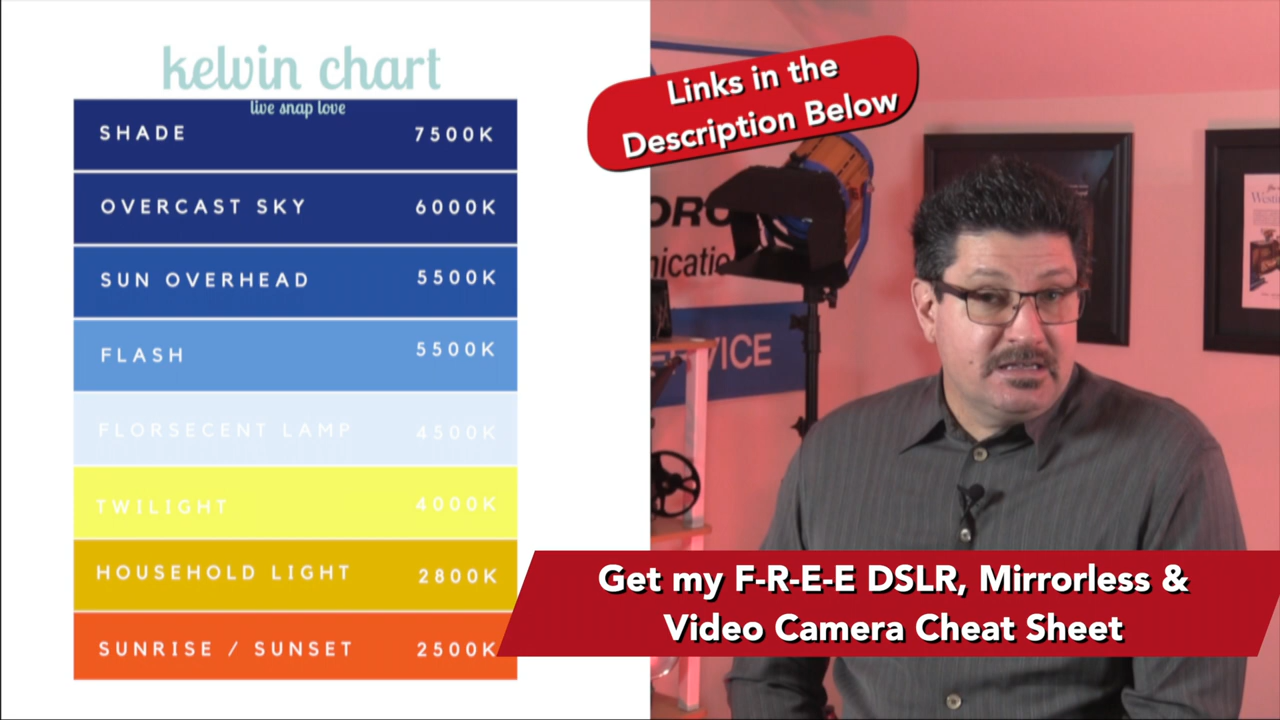 kelvin chart
live snap love
SHADE 7500K
OVERCAST SKY 6000K
SUN OVERHEAD 5500K
FLASH 5500K
FLORSECENT LAMP 4500K
TWILIGHT 4000K
HOUSEHOLD LIGHT 2800K
SUNRISE / SUNSET 2500K
Links in the
Description Below
Get my F-R-E-E DSLR, Mirrorless &
Video Camera Cheat Sheet